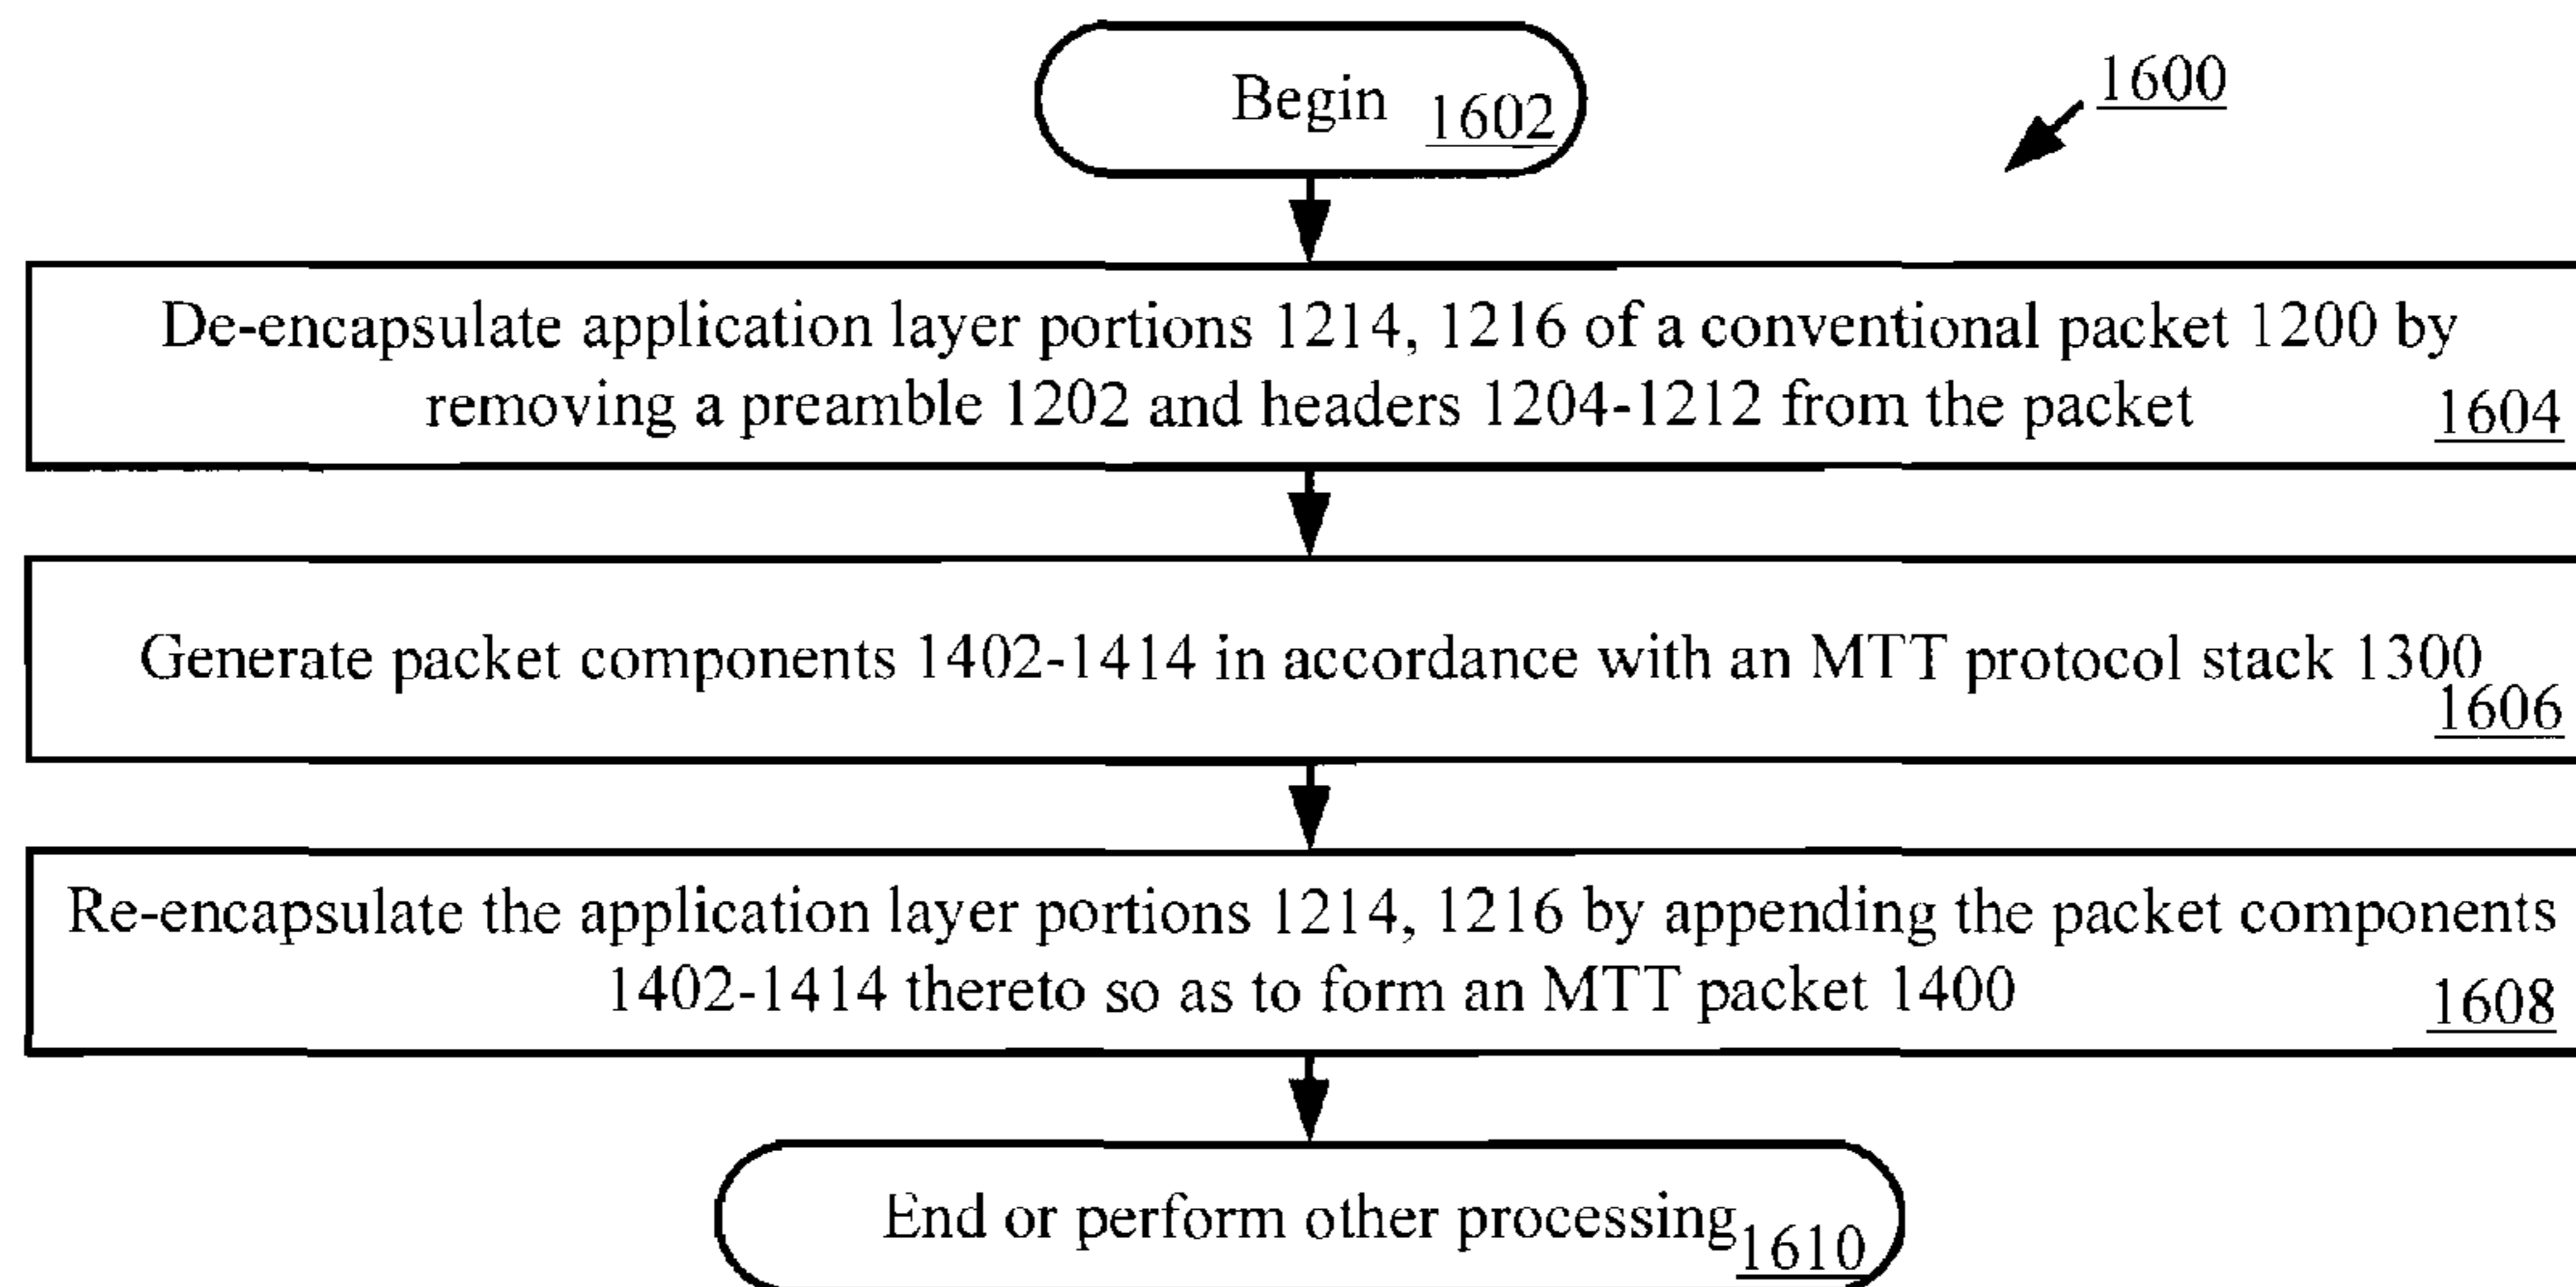 Begin 1602
1600
De-encapsulate application layer portions 1214, 1216 of a conventional packet 1200 by
removing a preamble 1202 and headers 1204-1212 from the packet 1604
Generate packet components 1402-1414 in accordance with an MTT protocol stack 1300
1606
Re-encapsulate the application layer portions 1214, 1216 by appending the packet components
1402-1414 thereto so as to form an MTT packet 1400 1608
End or perform other processing 1610